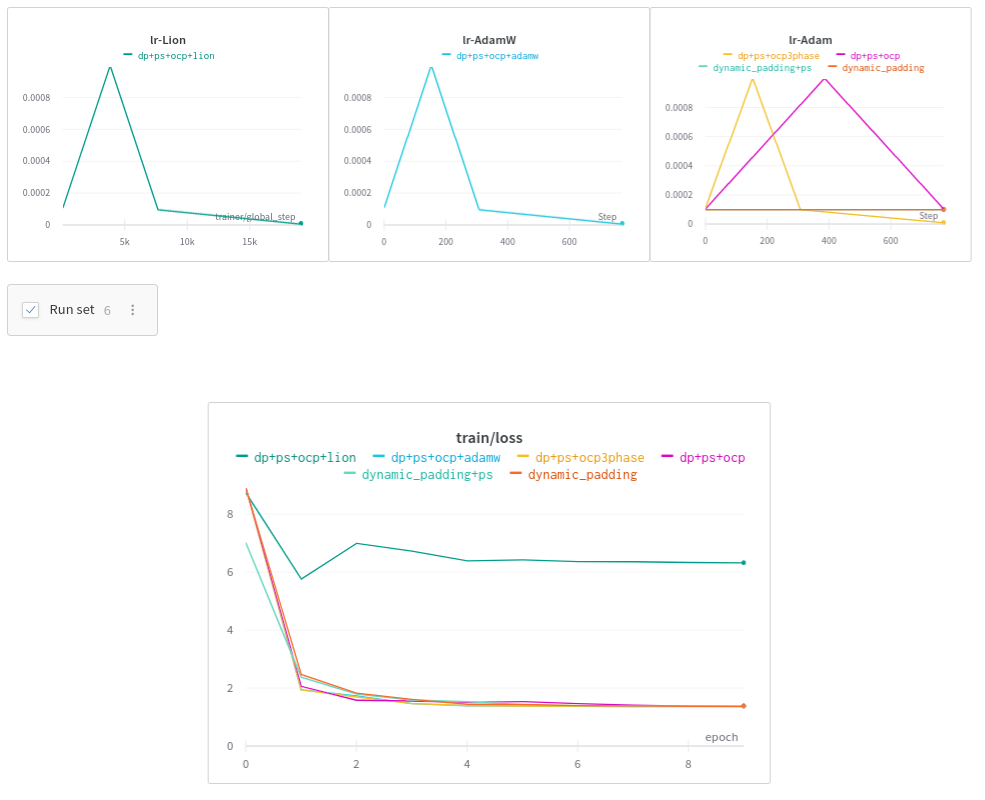 lr-Lion
dp+ps+ocp+lion
0.0008
0.0006
0.0004
0.0002
0
trainer/global_step
5k 10k 15k
lr-AdamW
dp+ps+ocp+adamw
0.0008
0.0006
0.0004
0.0002
0
Step
0 200 400 600
lr-Adam
dp+ps+ocp3phase dp+ps+ocp
dynamic_padding+ps dynamic_padding
0.0008
0.0006
0.0004
0.0002
0
Step
0 200 400 600
Run set 6
train/loss
dp+ps+ocp+lion dp+ps+ocp+adamw dp+ps+ocp3phase dp+ps+ocp
dynamic_padding+ps dynamic_padding
8
6
4
2
0
epoch
0 2 4 6 8